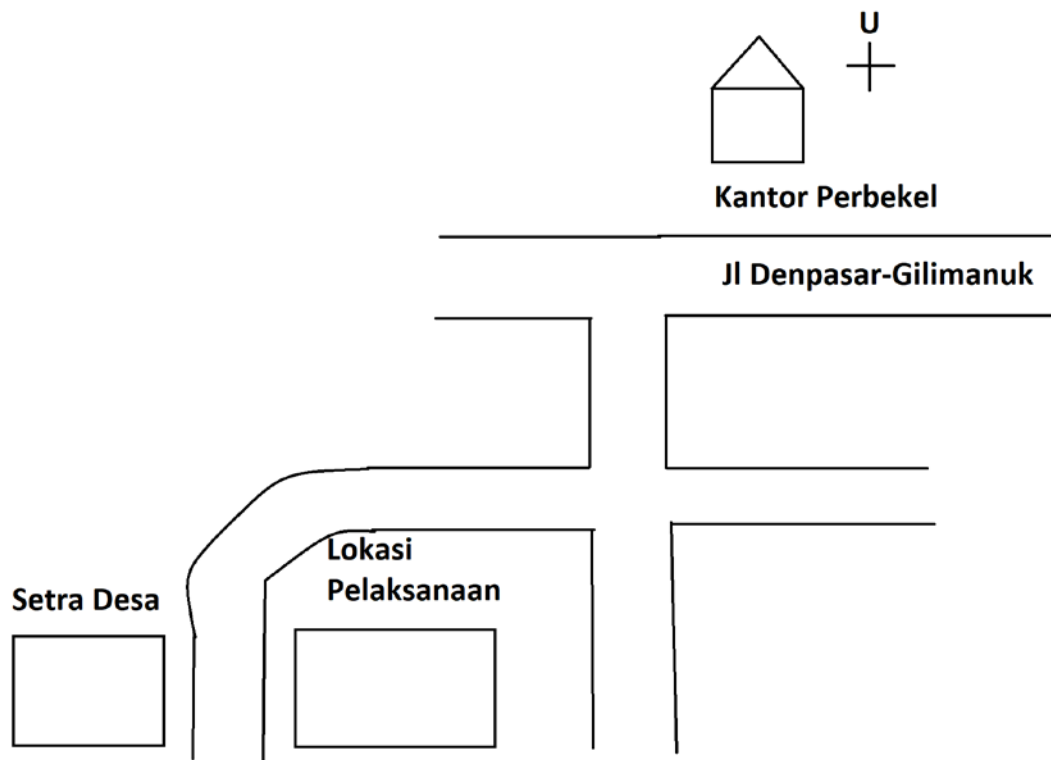 U
Kantor Perbekel
Jl Denpasar-Gilimanuk
Lokasi
Pelaksanaan
Setra Desa